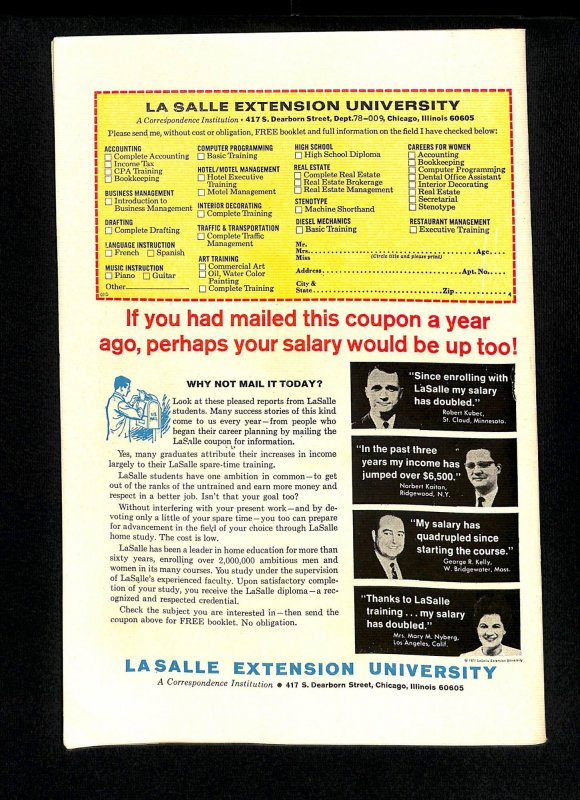 LA SALLE EXTENSION UNIVERSITY
A Correspondence Institution • 417 S. Dearborn Street, Dept.78-009, Chicago, Illinois 60605
Please send me, without cost or obligation, FREE booklet and full information on the field I have checked below:
ACCOUNTING
Complete Accounting
Income Tax
CPA Training
Bookkeeping
BUSINESS MANAGEMENT
Introduction to
Business Management
DRAFTING
Complete Drafting
LANGUAGE INSTRUCTION
French Spanish
MUSIC INSTRUCTION
Piano Guitar
Other
COMPUTER PROGRAMMING
Basic Training
HOTEL/MOTEL MANAGEMENT
Hotel Executive
Training
Motel Management
INTERIOR DECORATING
Complete Training
TRAFFIC & TRANSPORTATION
Complete Traffic
Management
ART TRAINING
Commercial Art
Oil, Water Color
Painting
Complete Training
HIGH SCHOOL
High School Diploma
REAL ESTATE
Complete Real Estate
Real Estate Brokerage
Real Estate Management
STENOTYPE
Machine Shorthand
DIESEL MECHANICS
Basic Training
CAREERS FOR WOMEN
Accounting
Bookkeeping
Computer Programming
Dental Office Assistant
Interior Decorating
Real Estate
Secretarial
Stenotype
RESTAURANT MANAGEMENT
Executive Training
Mr.
Mrs. Age
Miss (Circle title and please print)
Address Apt. No.
City &
State Zip
If you had mailed this coupon a year
ago, perhaps your salary would be up too!
WHY NOT MAIL IT TODAY?
Look at these pleased reports from LaSalle
students. Many success stories of this kind
come to us every year—from people who
began their career planning by mailing the
LaSalle coupon for information.
Yes, many graduates attribute their increases in income
largely to their LaSalle spare-time training.
LaSalle students have one ambition in common—to get
out of the ranks of the untrained and earn more money and
respect in a better job. Isn't that your goal too?
Without interfering with your present work—and by de-
voting only a little of your spare time—you too can prepare
for advancement in the field of your choice through LaSalle
home study. The cost is low.
LaSalle has been a leader in home education for more than
sixty years, enrolling over 2,000,000 ambitious men and
women in its many courses. You study under the supervision
of LaSalle's experienced faculty. Upon satisfactory comple-
tion of your study, you receive the LaSalle diploma—a rec-
ognized and respected credential.
Check the subject you are interested in—then send the
coupon above for FREE booklet. No obligation.
"Since enrolling with
LaSalle my salary
has doubled."
Robert Kubec,
St. Cloud, Minnesota.
"In the past three
years my income has
jumped over $6,500."
Norbert Kaitan,
Ridgewood, N.Y.
"My salary has
quadrupled since
starting the course."
George R. Kelly,
W. Bridgewater, Mass.
"Thanks to LaSalle
training ... my salary
has doubled."
Mrs. Mary M. Nyberg,
Los Angeles, Calif.
LaSalle Extension University
LASALLE EXTENSION UNIVERSITY
A Correspondence Institution • 417 S. Dearborn Street, Chicago, Illinois 60605